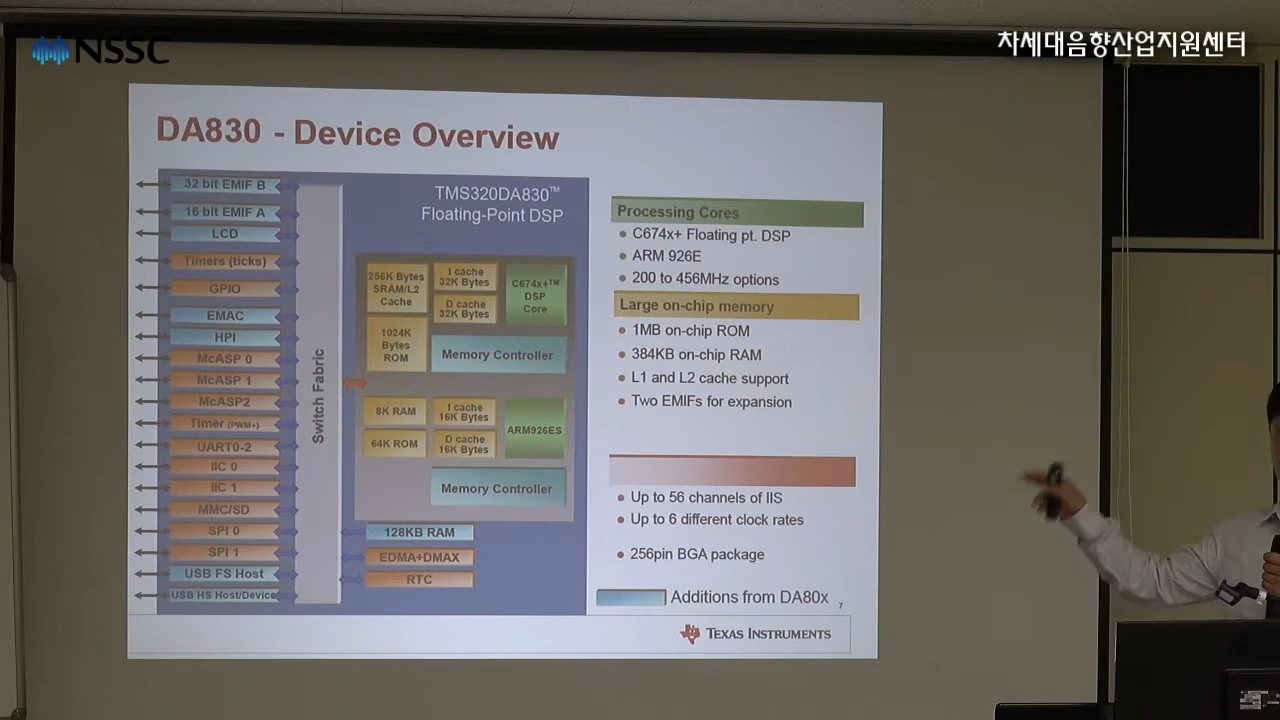 NSSC
차세대음향산업지원센터
DA830 - Device Overview
32 bit EMIF B
16 bit EMIF A
LCD
Timers (ticks)
GPIO
EMAC
HPI
McASP 0
McASP 1
McASP2
Timer (PWM+)
UART0-2
IIC 0
IIC 1
MMC/SD
SPI 0
SPI 1
USB FS Host
USB HS Host/Device
Switch Fabric
TMS320DA830™
Floating-Point DSP
256K Bytes
SRAM/L2
Cache
I cache
32K Bytes
D cache
32K Bytes
C674x+™
DSP
Core
1024K
Bytes
ROM
Memory Controller
8K RAM
I cache
16K Bytes
ARM926ES
64K ROM
D cache
16K Bytes
Memory Controller
128KB RAM
EDMA+DMAX
RTC
Processing Cores
• C674x+ Floating pt. DSP
• ARM 926E
• 200 to 456MHz options
Large on-chip memory
• 1MB on-chip ROM
• 384KB on-chip RAM
• L1 and L2 cache support
• Two EMIFs for expansion
• Up to 56 channels of IIS
• Up to 6 different clock rates
• 256pin BGA package
Additions from DA80x
7
TEXAS INSTRUMENTS